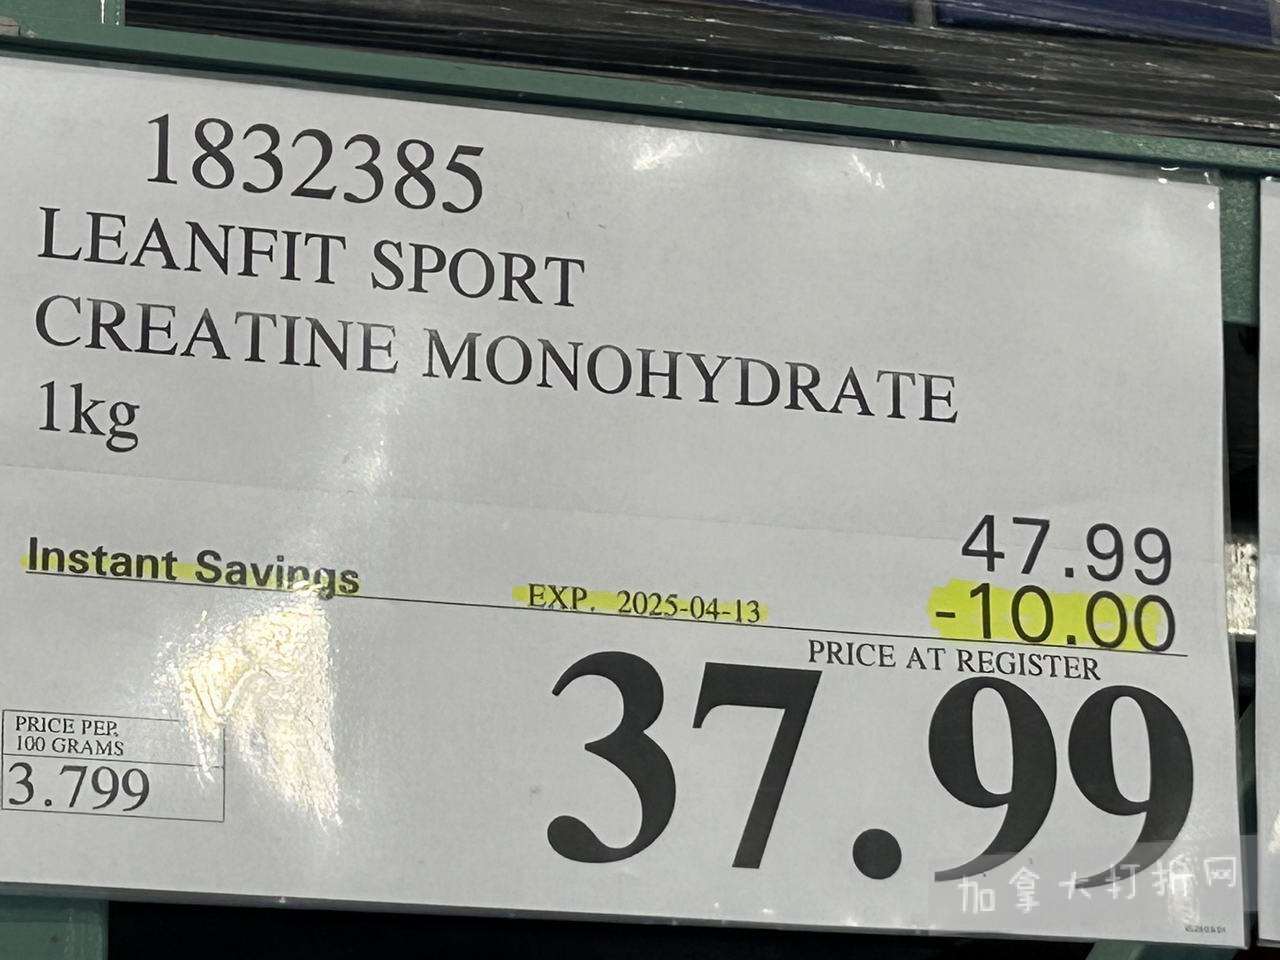 1832385
LEANFIT SPORT
CREATINE MONOHYDRATE
1kg
47.99
Instant Savings EXP. 2025-04-13 -10.00
PRICE AT REGISTER
37.99
PRICE PER
100 GRAMS
3.799
加拿大打折网